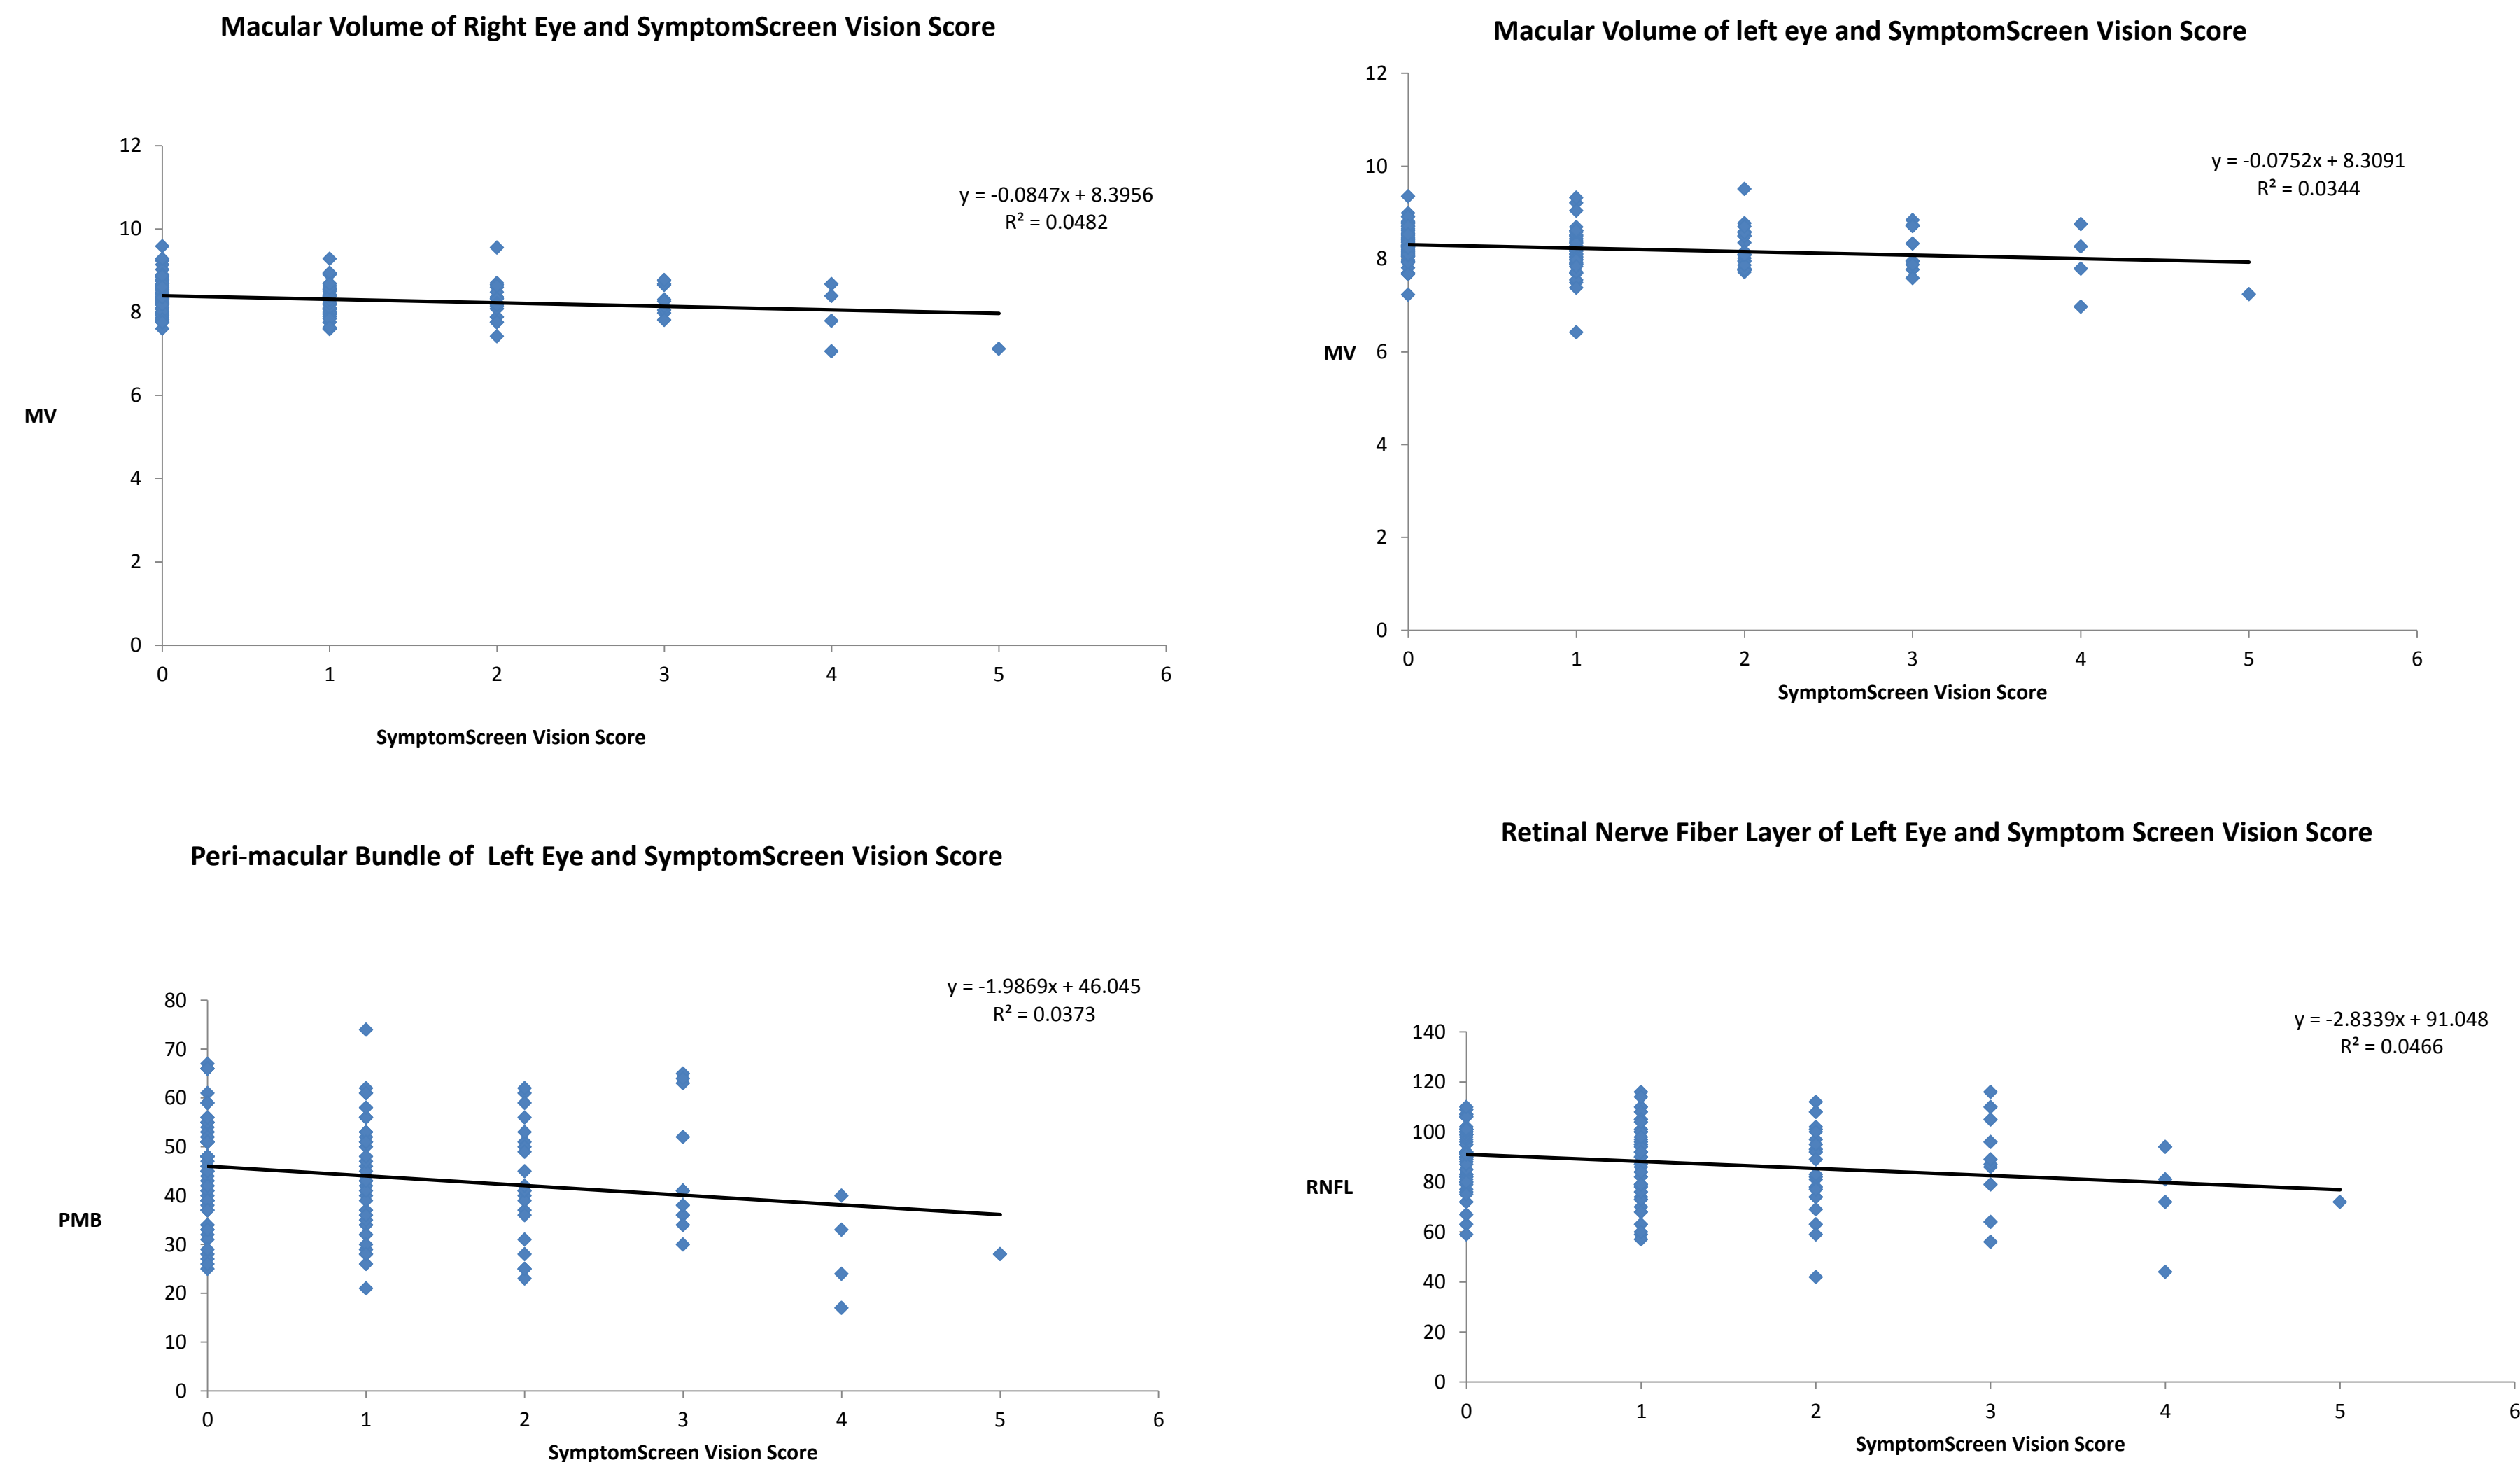 Macular Volume of Right Eye and SymptomScreen Vision Score
12
10
8
6
4
2
0
MV
y = -0.0847x + 8.3956
R² = 0.0482
0 1 2 3 4 5 6
SymptomScreen Vision Score
Macular Volume of left eye and SymptomScreen Vision Score
12
10
8
6
4
2
0
MV
y = -0.0752x + 8.3091
R² = 0.0344
0 1 2 3 4 5 6
SymptomScreen Vision Score
Peri-macular Bundle of  Left Eye and SymptomScreen Vision Score
80
70
60
50
40
30
20
10
0
PMB
y = -1.9869x + 46.045
R² = 0.0373
0 1 2 3 4 5 6
SymptomScreen Vision Score
Retinal Nerve Fiber Layer of Left Eye and Symptom Screen Vision Score
140
120
100
80
60
40
20
0
RNFL
y = -2.8339x + 91.048
R² = 0.0466
0 1 2 3 4 5 6
SymptomScreen Vision Score